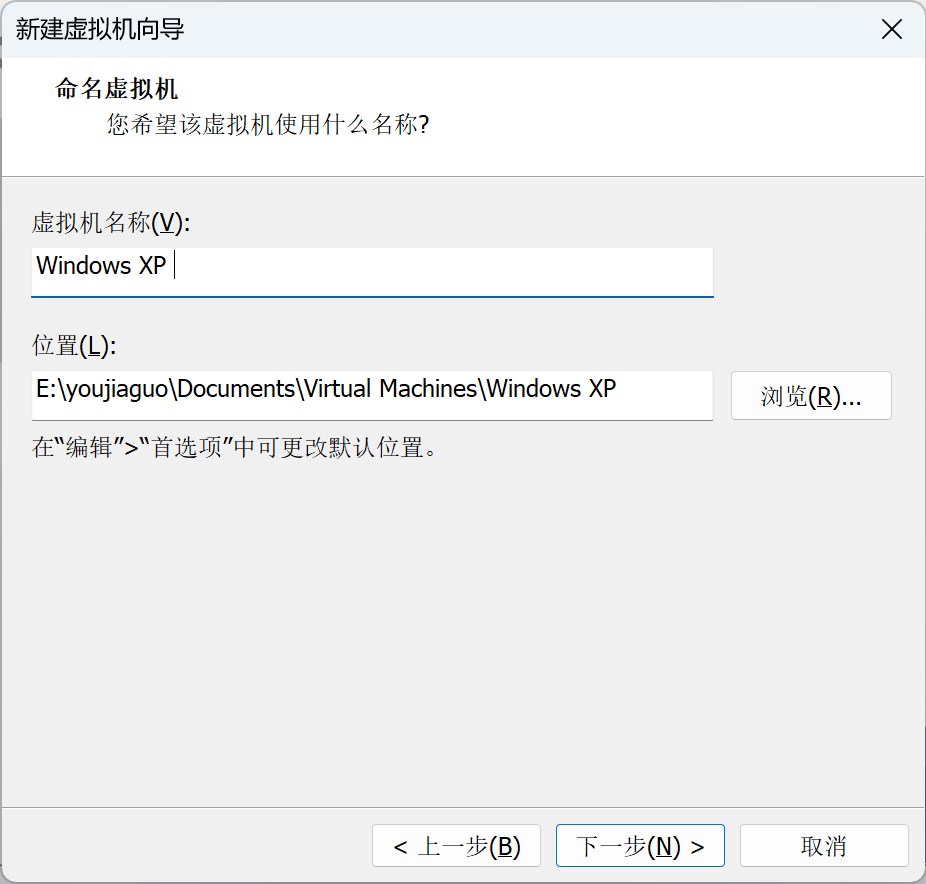 新建虚拟机向导
命名虚拟机
您希望该虚拟机使用什么名称?
虚拟机名称(V):
Windows XP
位置(L):
E:\youjiaguo\Documents\Virtual Machines\Windows XP
浏览(R)...
在“编辑”>“首选项”中可更改默认位置。
< 上一步(B)
下一步(N) >
取消